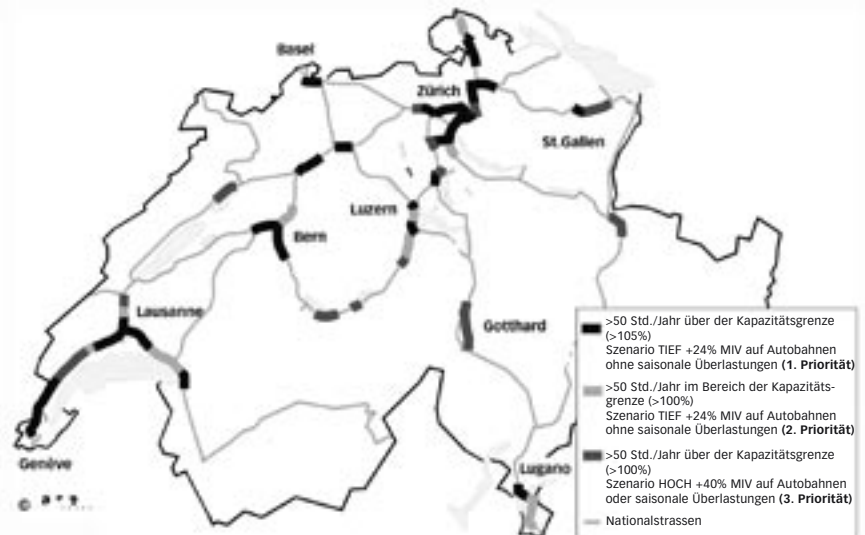 Basel
Zürich
St.Gallen
Luzern
Bern
Lausanne
Gotthard
Genève
Lugano
©
>50 Std./Jahr über der Kapazitätsgrenze
(>105%)
Szenario TIEF +24% MIV auf Autobahnen
ohne saisonale Überlastungen (1. Priorität)
>50 Std./Jahr im Bereich der Kapazitäts-
grenze (>100%)
Szenario TIEF +24% MIV auf Autobahnen
ohne saisonale Überlastungen (2. Priorität)
>50 Std./Jahr über der Kapazitätsgrenze
(>100%)
Szenario HOCH +40% MIV auf Autobahnen
oder saisonale Überlastungen (3. Priorität)
Nationalstrassen